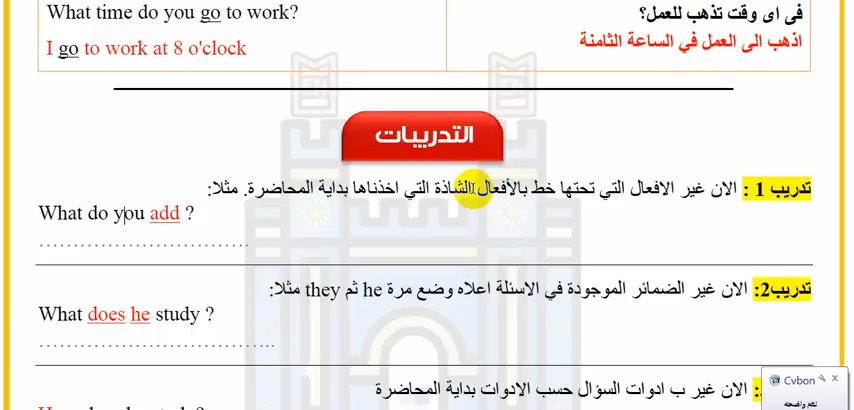 What time do you go to work?
فى اى وقت تذهب للعمل؟
I go to work at 8 o'clock
اذهب الى العمل في الساعة الثامنة
التدريبات
تدريب 1 : الان غير الافعال التي تحتها خط بالأفعال الشاذة التي اخذناها بداية المحاضرة. مثلا:
What do you add ?
................................
تدريب2: الان غير الضمائر الموجودة في الاسئلة اعلاه وضع مرة he ثم they مثلا:
What does he study ?
....................................
الان غير ب ادوات السؤال حسب الادوات بداية المحاضرة
Cvbon